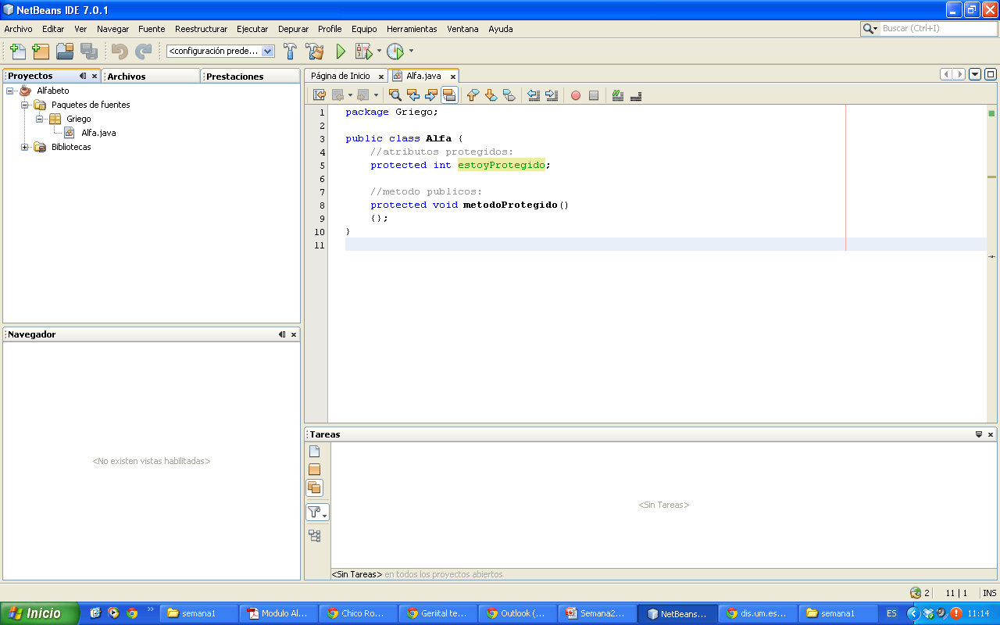 NetBeans IDE 7.0.1
Archivo Editar Ver Navegar Fuente Reestructurar Ejecutar Depurar Profile Equipo Herramientas Ventana Ayuda
Buscar (Ctrl+I)
<configuración prede...
Proyectos
Archivos
Prestaciones
Alfabeto
Paquetes de fuentes
Griego
Alfa.java
Bibliotecas
Navegador
<No existen vistas habilitadas>
Página de Inicio
Alfa.java
1 package Griego;
2
3 public class Alfa {
4 //atributos protegidos:
5 protected int estoyProtegido;
6
7 //metodo publicos:
8 protected void metodoProtegido()
9 {};
10 }
11
Tareas
<Sin Tareas>
<Sin Tareas> en todos los proyectos abiertos
2 11 | 1 INS
Inicio
semana1
Modulo Al...
Chico Ro...
Geriital te...
Outlook (...
Semana2...
NetBeans...
dis.um.es...
semana1
ES
11:14